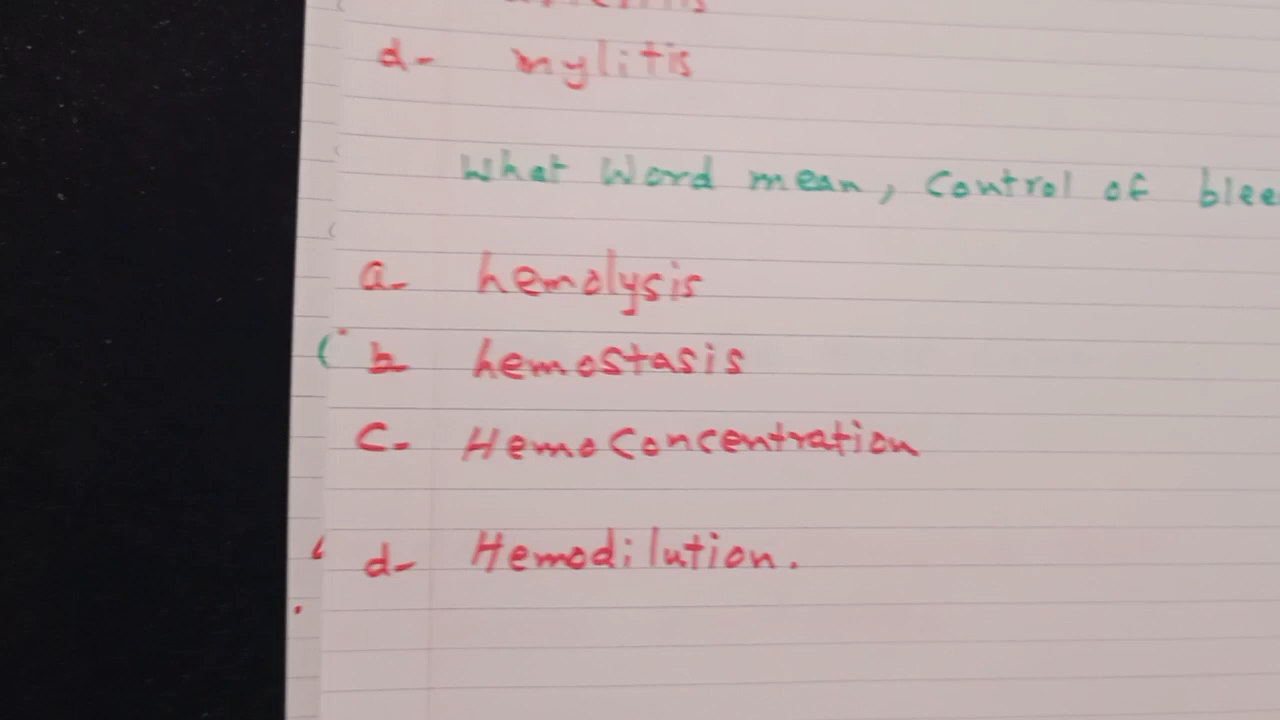 d- mylitis
What Word mean, Control of blee
a- hemolysis
b hemostasis
C- HemoConcentration
d- Hemodilution.